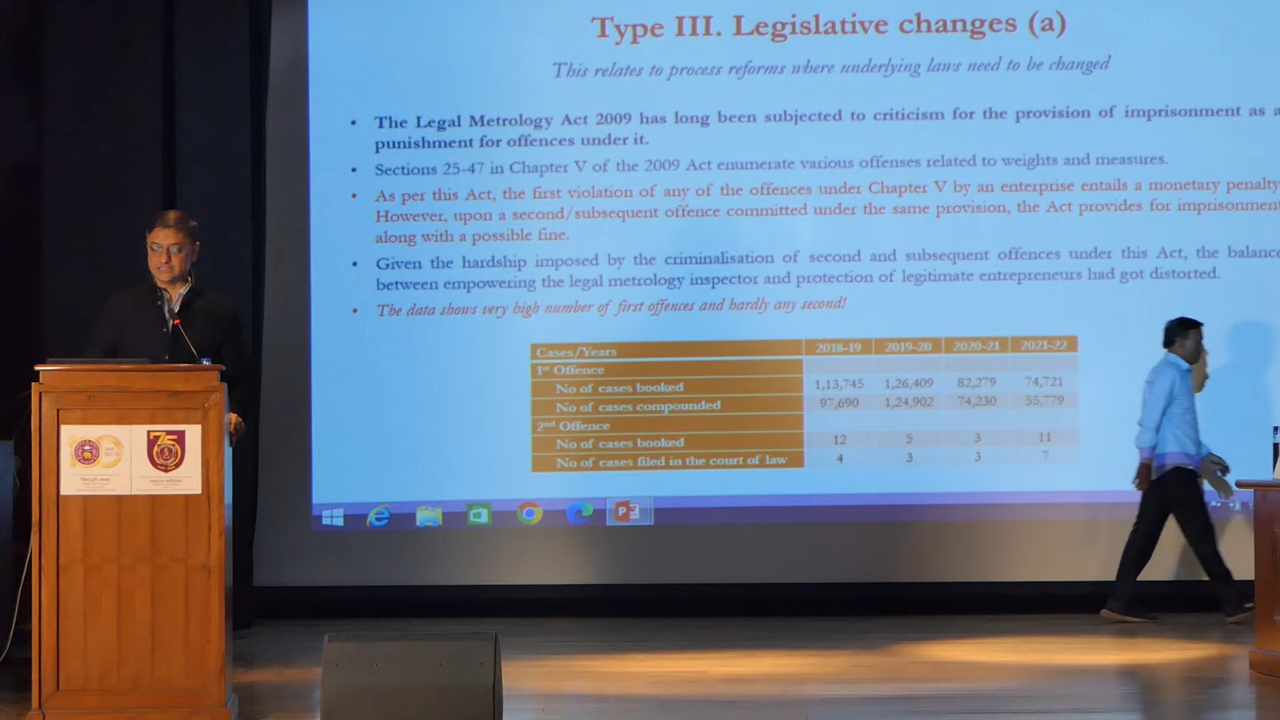 Type III. Legislative changes (a)
This relates to process reforms where underlying laws need to be changed
• The Legal Metrology Act 2009 has long been subjected to criticism for the provision of imprisonment as a
punishment for offences under it.
• Sections 25-47 in Chapter V of the 2009 Act enumerate various offenses related to weights and measures.
• As per this Act, the first violation of any of the offences under Chapter V by an enterprise entails a monetary penalty
However, upon a second/subsequent offence committed under the same provision, the Act provides for imprisonment
along with a possible fine.
• Given the hardship imposed by the criminalisation of second and subsequent offences under this Act, the balance
between empowering the legal metrology inspector and protection of legitimate entrepreneurs had got distorted.
• The data shows very high number of first offences and hardly any second!
Cases/Years 2018-19 2019-20 2020-21 2021-22
1st Offence
No of cases booked 1,13,745 1,26,409 82,279 74,721
No of cases compounded 97,690 1,24,902 74,230 55,779
2nd Offence
No of cases booked 12 5 3 11
No of cases filed in the court of law 4 3 3 7
75